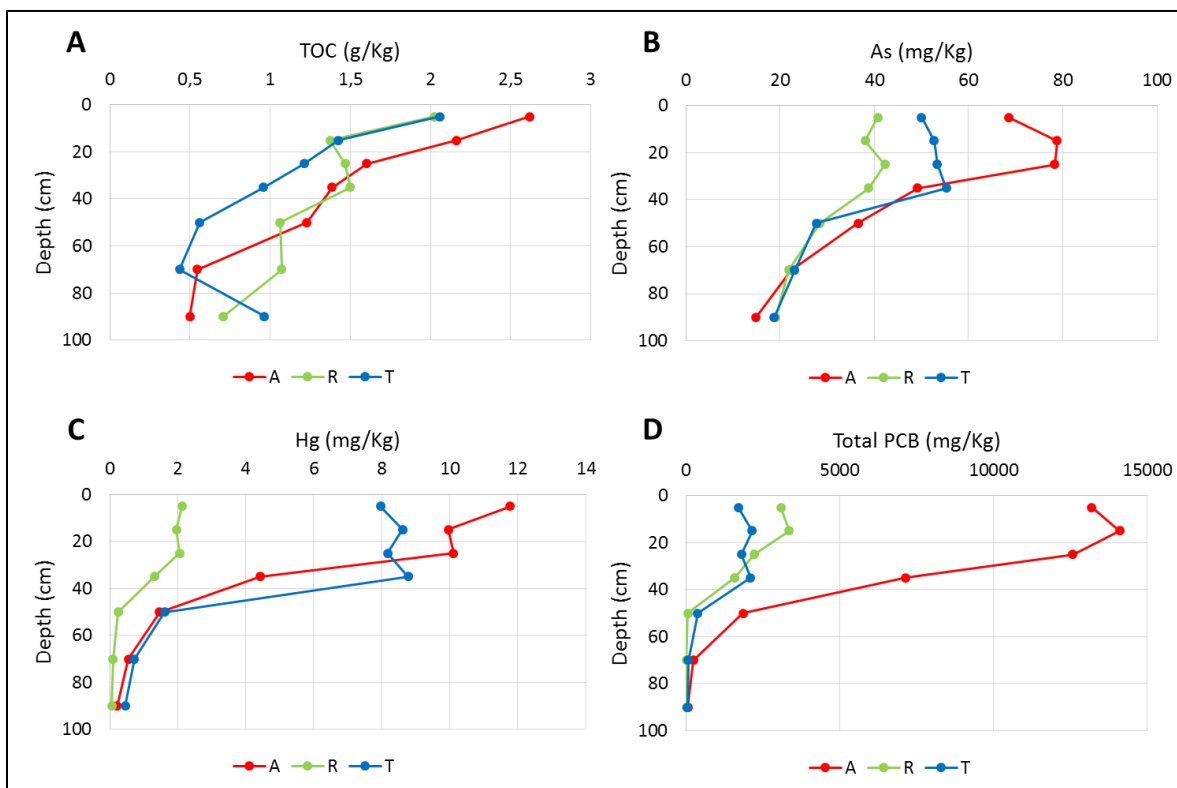 A
TOC (g/Kg)
0 0,5 1 1,5 2 2,5 3
0
20
40
60
80
100
Depth (cm)
A R T
B
As (mg/Kg)
0 20 40 60 80 100
0
20
40
60
80
100
Depth (cm)
A R T
C
Hg (mg/Kg)
0 2 4 6 8 10 12 14
0
20
40
60
80
100
Depth (cm)
A R T
D
Total PCB (mg/Kg)
0 5000 10000 15000
0
20
40
60
80
100
Depth (cm)
A R T